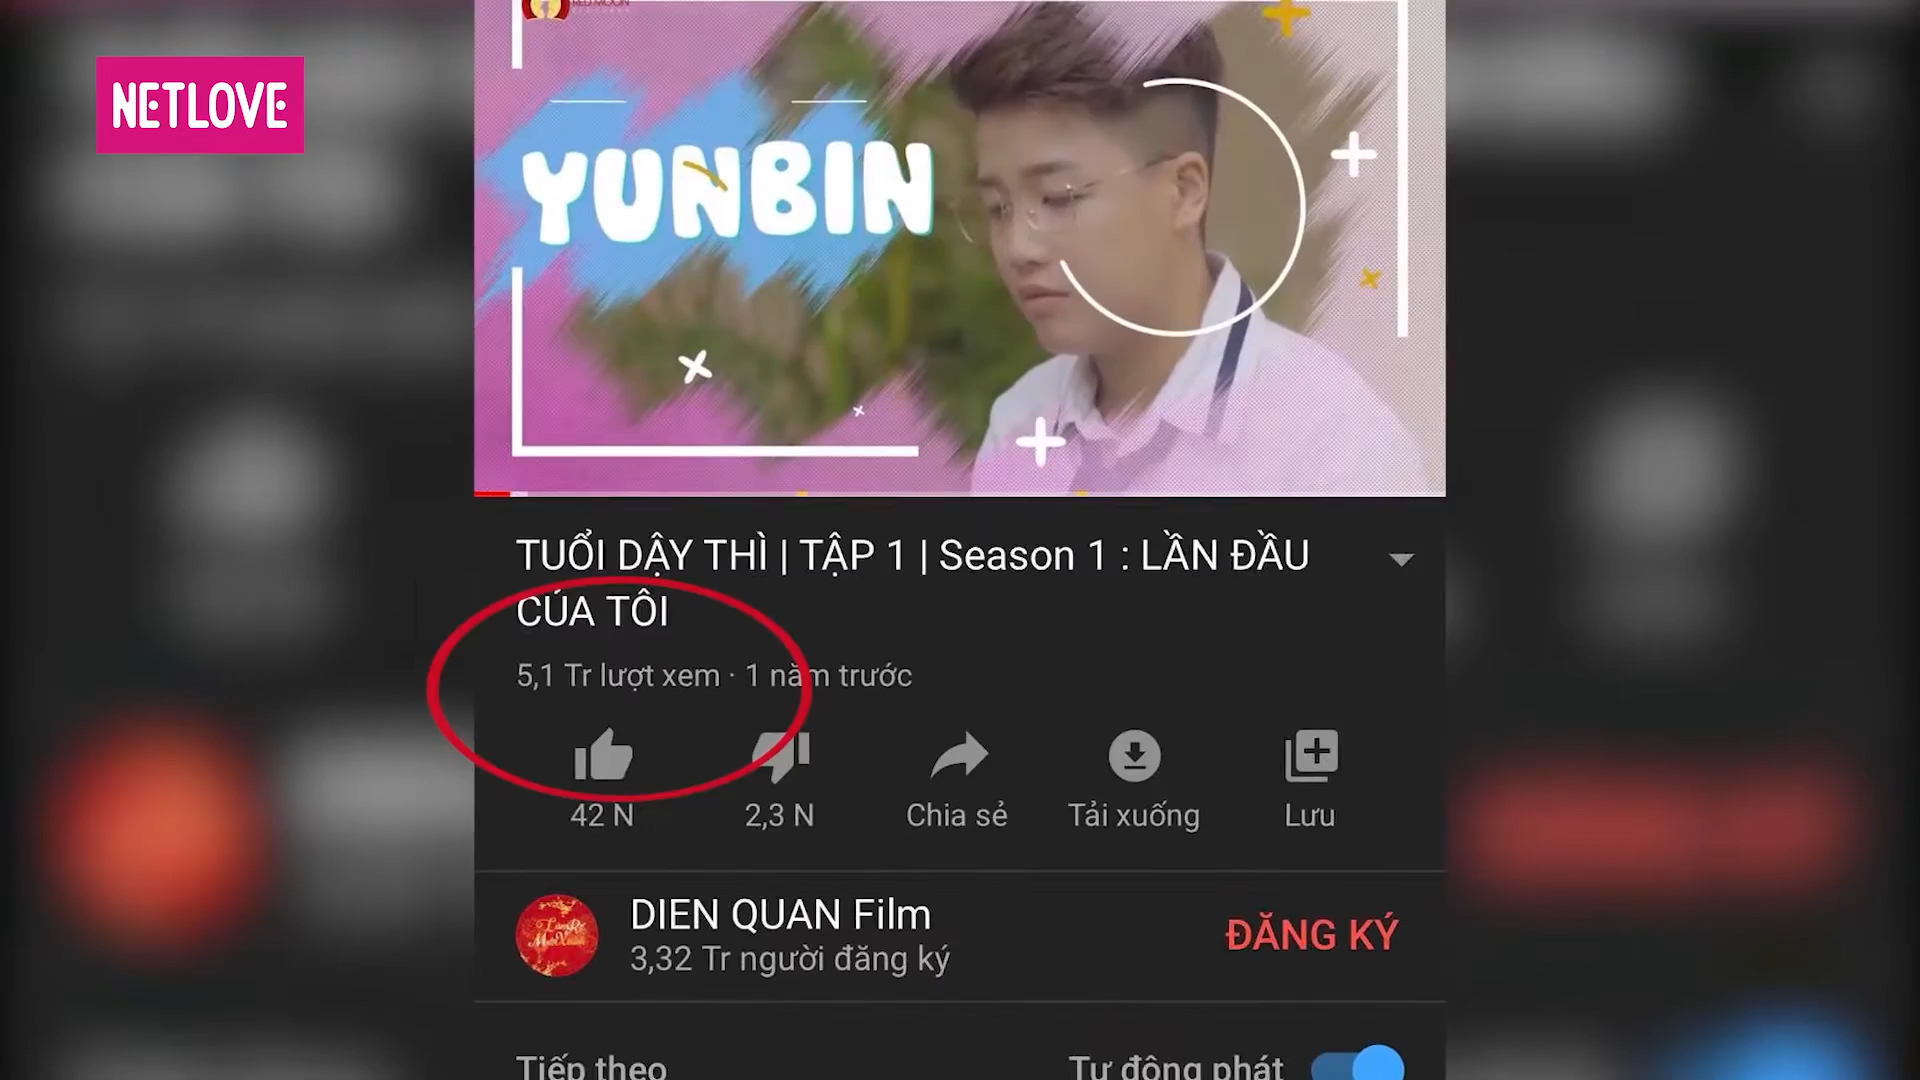 RED MOON
NETLOVE
YUNBIN
TUỔI DẬY THÌ | TẬP 1 | Season 1 : LẦN ĐẦU
CỦA TÔI
5,1 Tr lượt xem · 1 năm trước
42 N
2,3 N
Chia sẻ
Tải xuống
Lưu
DIEN QUAN Film
3,32 Tr người đăng ký
ĐĂNG KÝ
Tiếp theo
Tự động phát